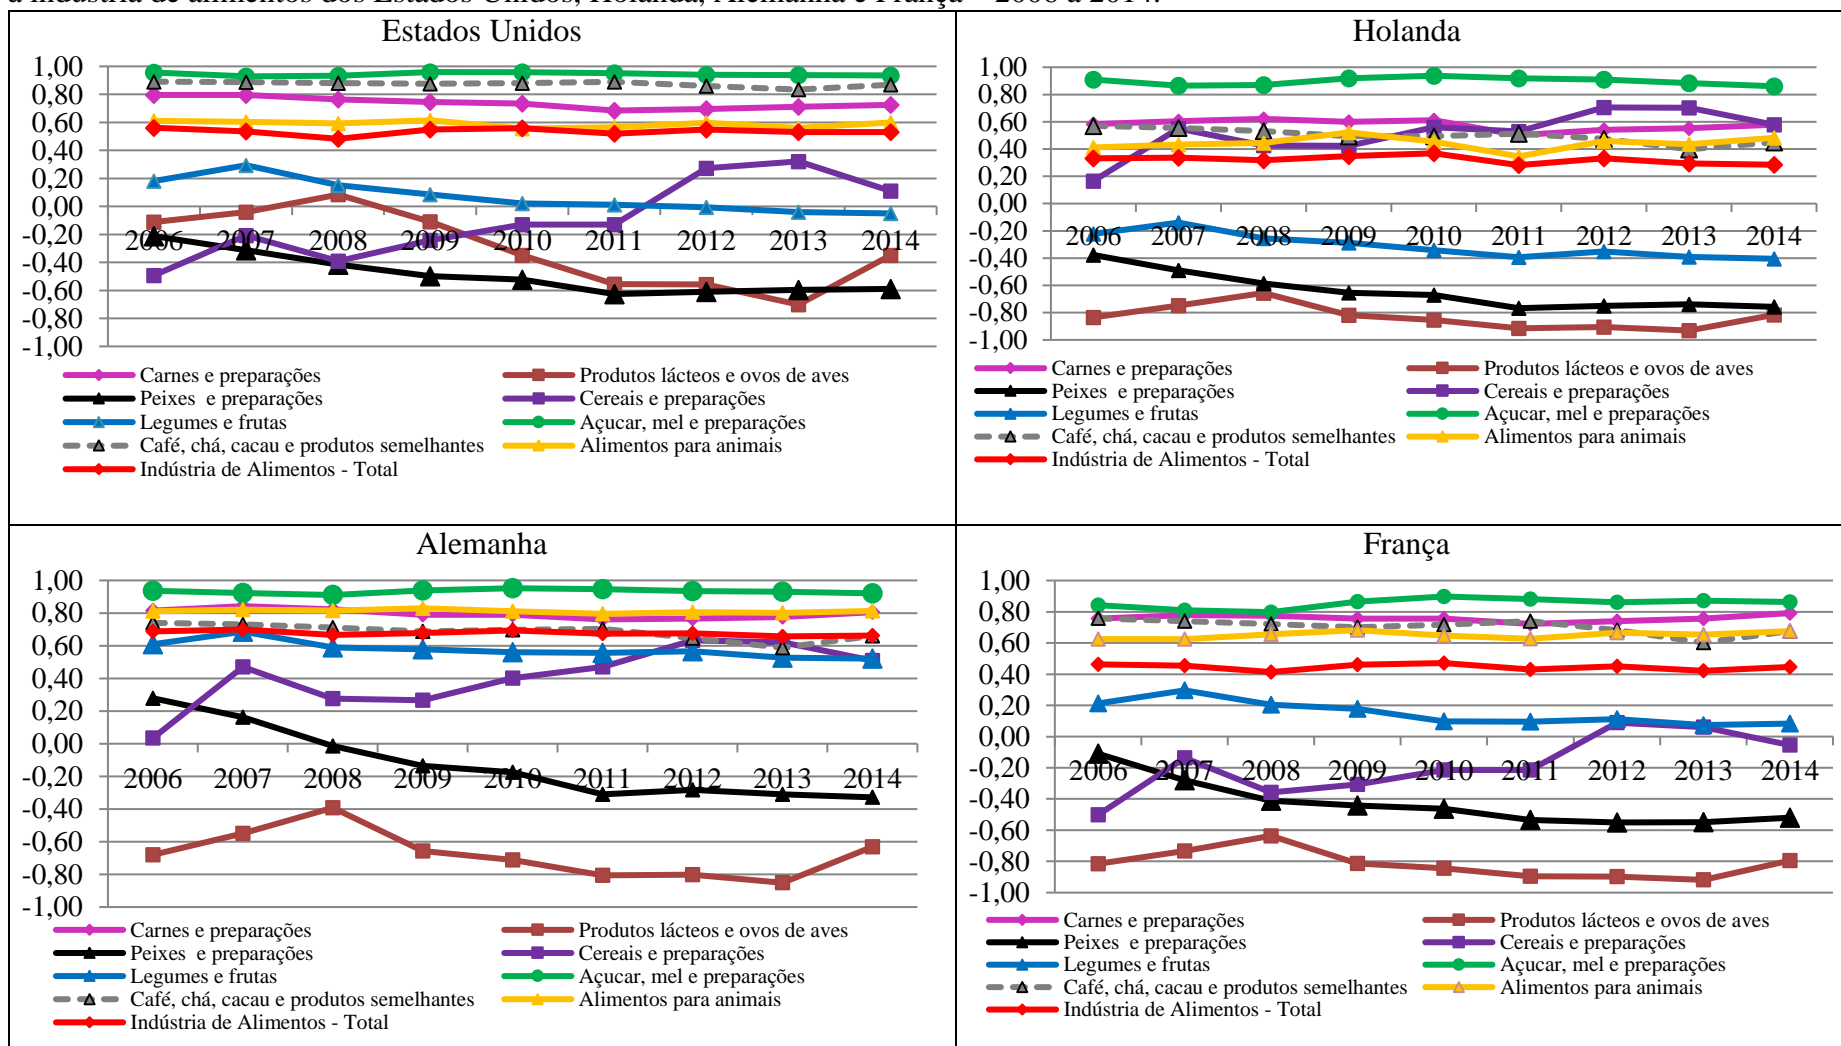 a indústria de alimentos dos Estados Unidos, Holanda, Alemanha e França – 2006 a 2014.
Estados Unidos
1,00
0,80
0,60
0,40
0,20
0,00
-0,20
-0,40
-0,60
-0,80
-1,00
2006 2007 2008 2009 2010 2011 2012 2013 2014
Carnes e preparações Produtos lácteos e ovos de aves
Peixes e preparações Cereais e preparações
Legumes e frutas Açucar, mel e preparações
Café, chá, cacau e produtos semelhantes Alimentos para animais
Indústria de Alimentos - Total
Holanda
1,00
0,80
0,60
0,40
0,20
0,00
-0,20
-0,40
-0,60
-0,80
-1,00
2006 2007 2008 2009 2010 2011 2012 2013 2014
Carnes e preparações Produtos lácteos e ovos de aves
Peixes e preparações Cereais e preparações
Legumes e frutas Açucar, mel e preparações
Café, chá, cacau e produtos semelhantes Alimentos para animais
Indústria de Alimentos - Total
Alemanha
1,00
0,80
0,60
0,40
0,20
0,00
-0,20
-0,40
-0,60
-0,80
-1,00
2006 2007 2008 2009 2010 2011 2012 2013 2014
Carnes e preparações Produtos lácteos e ovos de aves
Peixes e preparações Cereais e preparações
Legumes e frutas Açucar, mel e preparações
Café, chá, cacau e produtos semelhantes Alimentos para animais
Indústria de Alimentos - Total
França
1,00
0,80
0,60
0,40
0,20
0,00
-0,20
-0,40
-0,60
-0,80
-1,00
2006 2007 2008 2009 2010 2011 2012 2013 2014
Carnes e preparações Produtos lácteos e ovos de aves
Peixes e preparações Cereais e preparações
Legumes e frutas Açucar, mel e preparações
Café, chá, cacau e produtos semelhantes Alimentos para animais
Indústria de Alimentos - Total